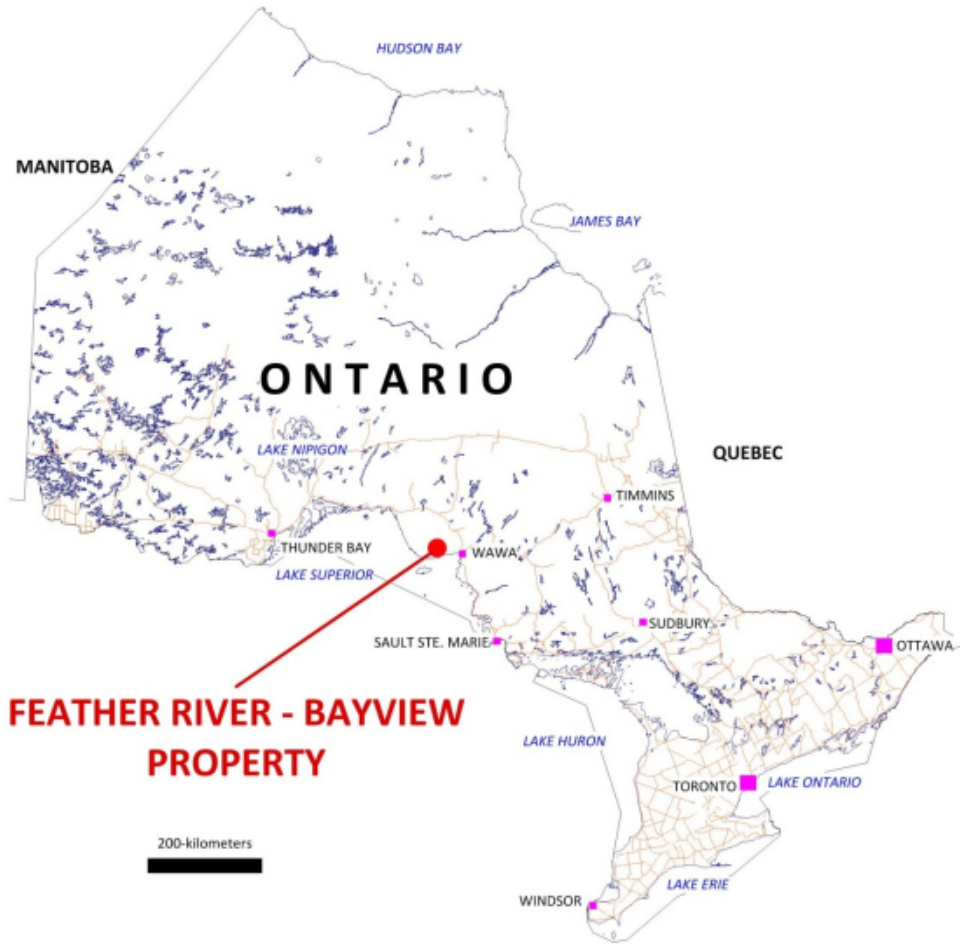 HUDSON BAY
MANITOBA
JAMES BAY
ONTARIO
LAKE NIPIGON
QUEBEC
TIMMINS
THUNDER BAY
WAWA
LAKE SUPERIOR
SUDBURY
SAULT STE. MARIE
OTTAWA
FEATHER RIVER - BAYVIEW
PROPERTY
LAKE HURON
TORONTO
LAKE ONTARIO
200-kilometers
LAKE ERIE
WINDSOR